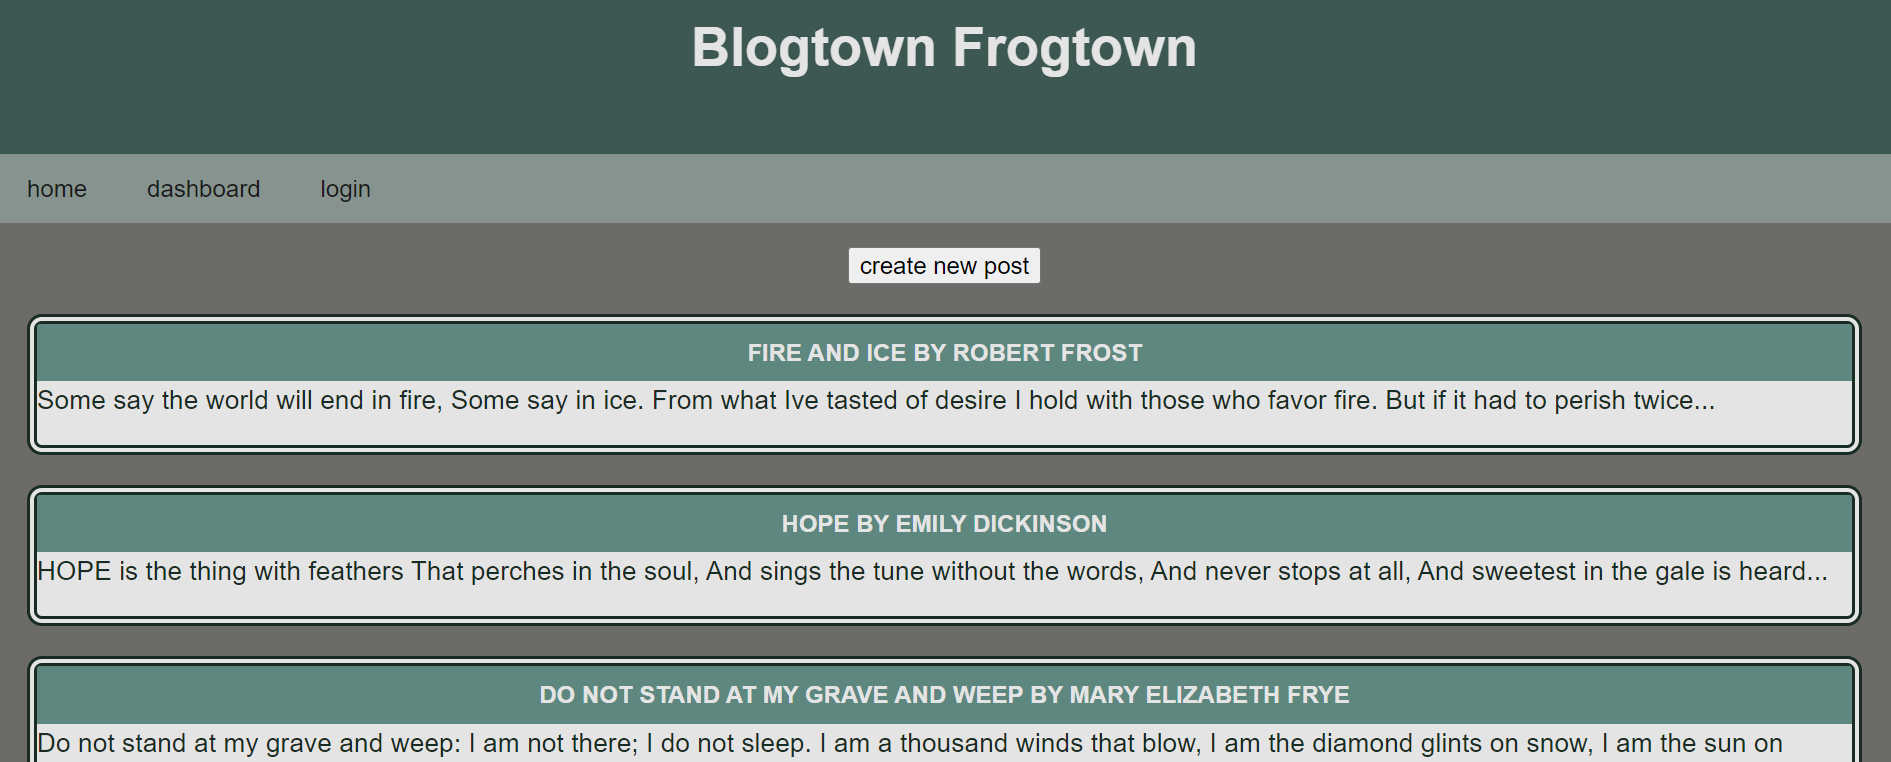 Blogtown Frogtown
home dashboard login
create new post
FIRE AND ICE BY ROBERT FROST
Some say the world will end in fire, Some say in ice. From what Ive tasted of desire I hold with those who favor fire. But if it had to perish twice...
HOPE BY EMILY DICKINSON
HOPE is the thing with feathers That perches in the soul, And sings the tune without the words, And never stops at all, And sweetest in the gale is heard...
DO NOT STAND AT MY GRAVE AND WEEP BY MARY ELIZABETH FRYE
Do not stand at my grave and weep: I am not there; I do not sleep. I am a thousand winds that blow, I am the diamond glints on snow, I am the sun on